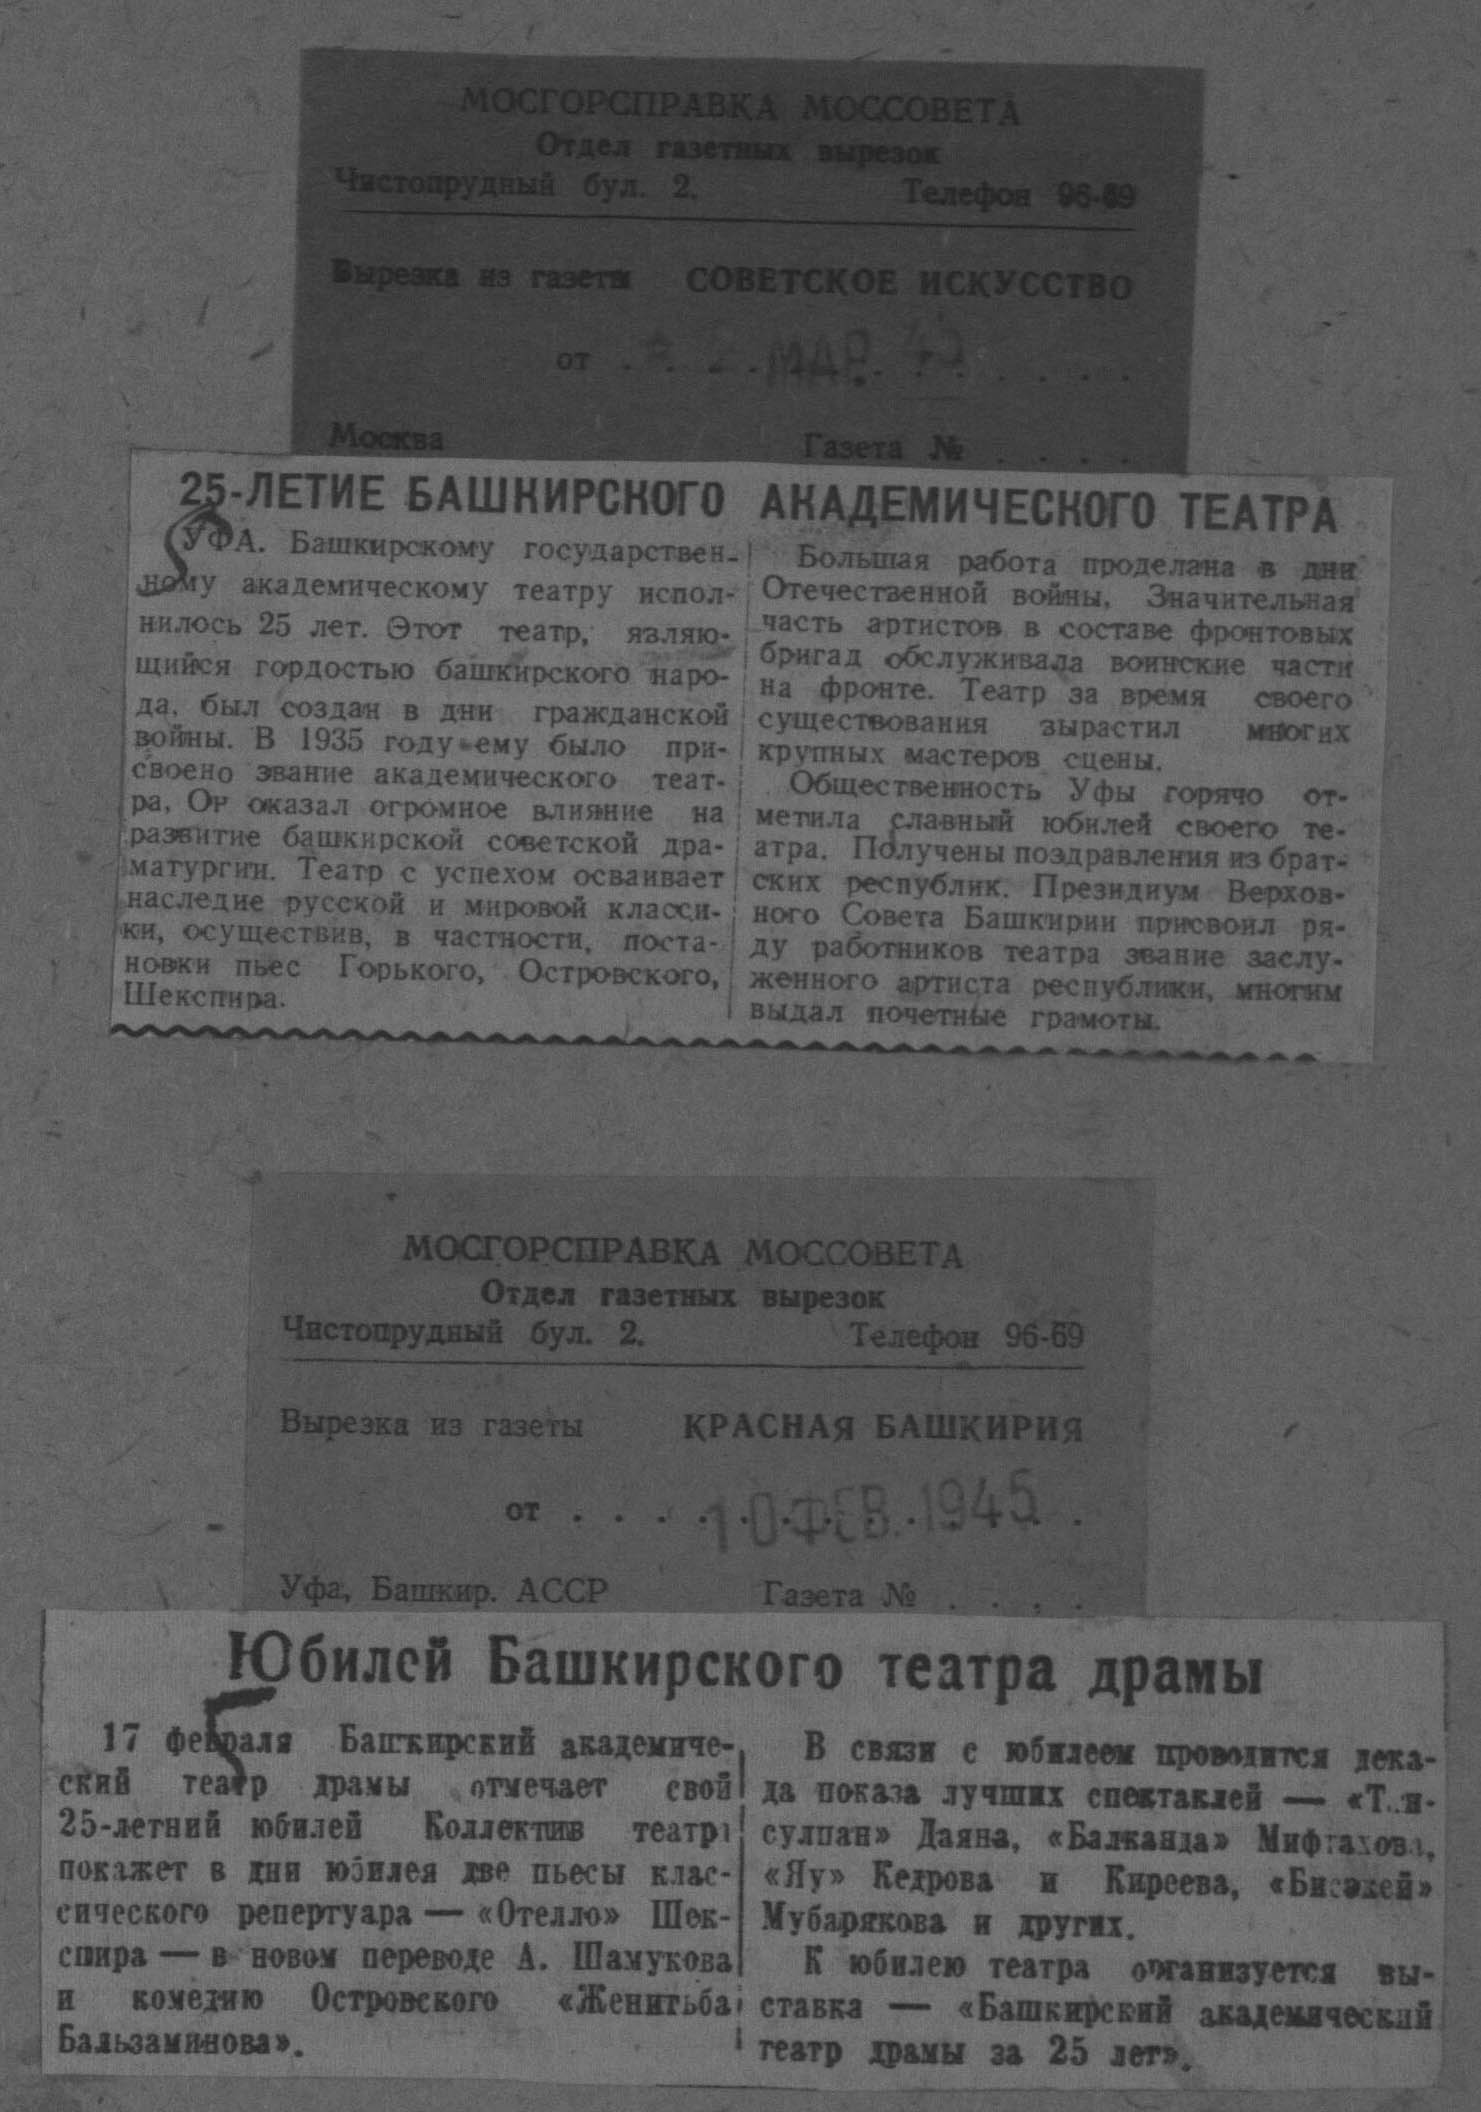 МОСГОРСПРАВКА МОССОВЕТА
Отдел газетных вырезок
Чистопрудный бул. 2. Телефон 96-69
Вырезка из газеты СОВЕТСКОЕ ИСКУССТВО
от . . 2 . МАР. 45 . . . .
Москва Газета № . . . .
25-ЛЕТИЕ БАШКИРСКОГО АКАДЕМИЧЕСКОГО ТЕАТРА
УФА. Башкирскому государствен-
ному академическому театру испол-
нилось 25 лет. Этот театр, являю-
щийся гордостью башкирского наро-
да, был создан в дни гражданской
войны. В 1935 году ему было при-
своено звание академического теат-
ра. Он оказал огромное влияние на
развитие башкирской советской дра-
матургии. Театр с успехом осваивает
наследие русской и мировой класси-
ки, осуществив, в частности, поста-
новки пьес Горького, Островского,
Шекспира.
Большая работа проделана в дни
Отечественной войны. Значительная
часть артистов в составе фронтовых
бригад обслуживала воинские части
на фронте. Театр за время своего
существования зырастил многих
крупных мастеров сцены.
Общественность Уфы горячо от-
метила славный юбилей своего те-
атра. Получены поздравления из брат-
ских республик. Президиум Верхов-
ного Совета Башкирии присвоил ря-
ду работников театра звание заслу-
женного артиста республики, многим
выдал почетные грамоты.
МОСГОРСПРАВКА МОССОВЕТА
Отдел газетных вырезок
Чистопрудный бул. 2. Телефон 96-69
Вырезка из газеты КРАСНАЯ БАШКИРИЯ
от . . . . 10 ФЕВ. 1945 .
Уфа, Башкир. АССР Газета № . . . .
Юбилей Башкирского театра драмы
17 февраля Башкирский академиче-
ский театр драмы отмечает свой
25-летний юбилей Коллектив театра
покажет в дни юбилея две пьесы клас-
сического репертуара — «Отелло» Шек-
спира — в новом переводе А. Шамукова
и комедию Островского «Женитьба
Бальзаминова».
В связи с юбилеем проводится дека-
да показа лучших спектаклей —
сулпан» Даяна, «Балканда» Мифтахова,
«Яу» Кедрова и Киреева, «Бисэкей»
Мубарякова и других.
К юбилею театра организуется вы-
ставка — «Башкирский академический
театр драмы за 25 лет».